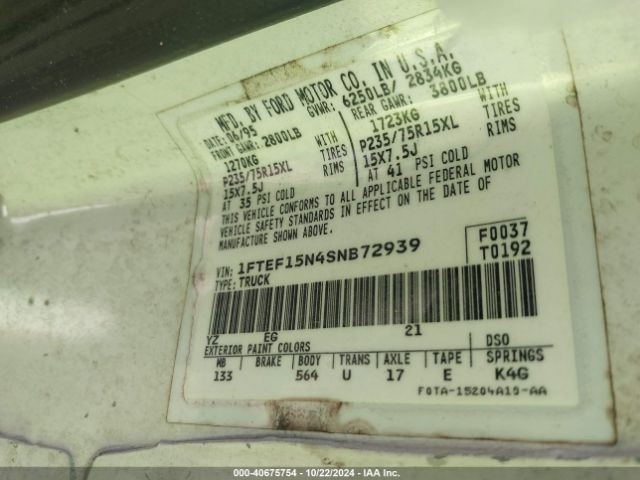 MFD. BY FORD MOTOR CO. IN U.S.A.
DATE: 06/95 GVWR: 6250LB/ 2834KG
FRONT GAWR: 2800LB REAR GAWR: 3800LB
1270KG WITH 1723KG WITH
P235/75R15XL TIRES P235/75R15XL TIRES
15X7.5J RIMS 15X7.5J RIMS
AT 35 PSI COLD AT 41 PSI COLD
THIS VEHICLE CONFORMS TO ALL APPLICABLE FEDERAL MOTOR
VEHICLE SAFETY STANDARDS IN EFFECT ON THE DATE OF
MANUFACTURE SHOWN ABOVE.
VIN: 1FTEF15N4SNB72939 F0037
TYPE: TRUCK T0192
YZ EG 21
EXTERIOR PAINT COLORS DSO
WB BRAKE BODY TRANS AXLE TAPE SPRINGS
133 564 U 17 E K4G
F0TA-15204A10-AA
000-40675754 - 10/22/2024 - IAA Inc.